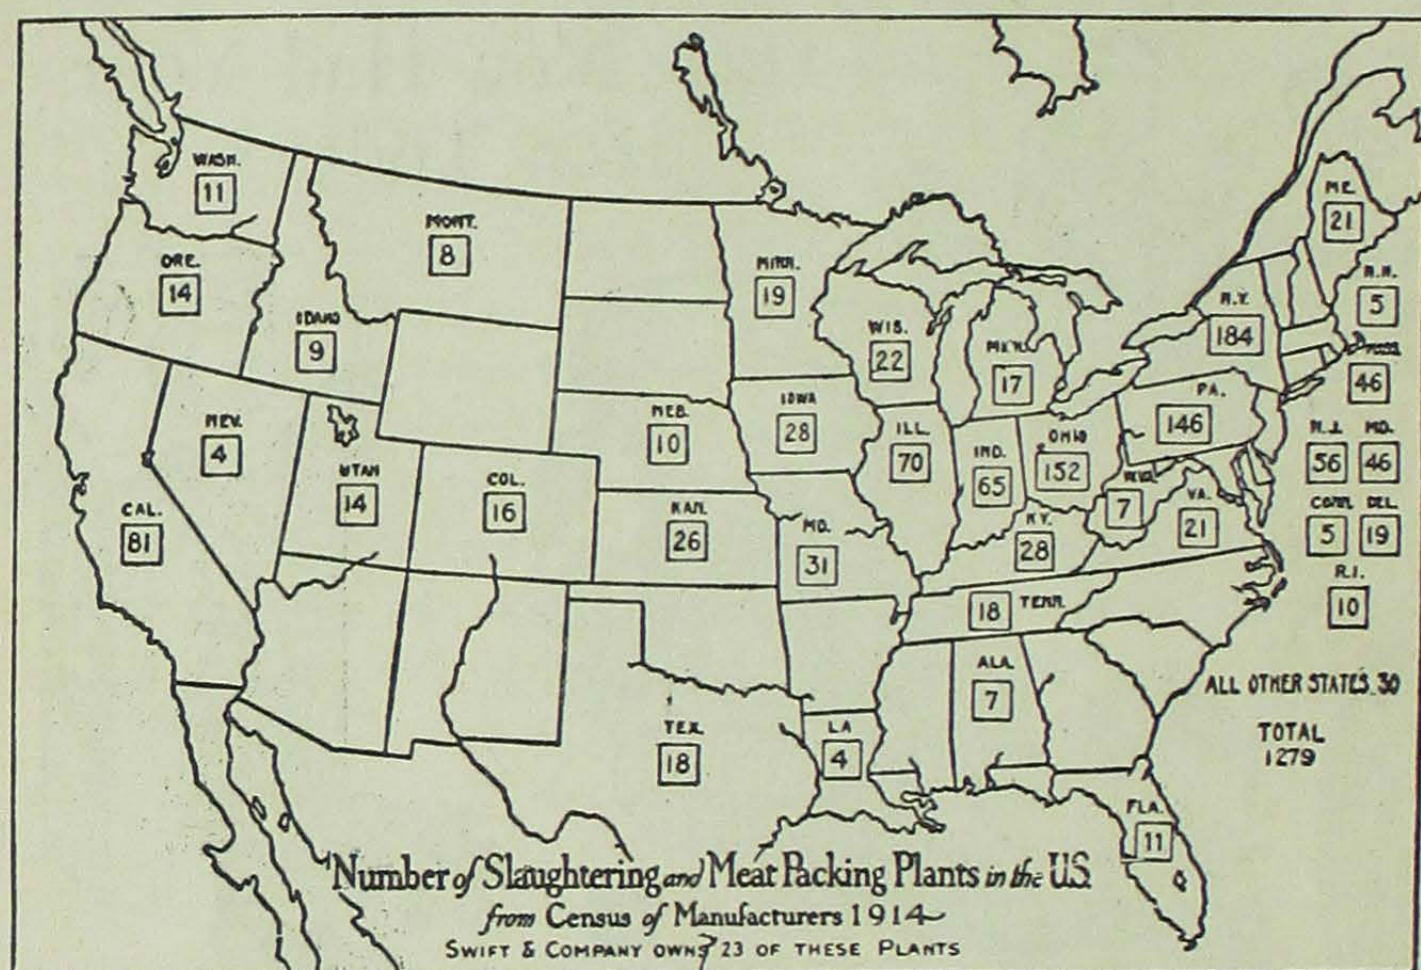 WASH.
11
MONT.
8
ORE.
14
IDAHO
9
NEV.
4
UTAH
14
COL.
16
CAL.
81
MINN.
19
WIS.
22
MICH.
17
NEB.
10
IOWA
28
ILL.
70
IND.
65
OHIO
152
KAN.
26
MO.
31
KY.
28
W.VA.
7
VA.
21
PA.
146
N.Y.
184
ME.
21
N.H.
5
MASS.
46
N.J. MD.
56 46
CONN. DEL.
5 19
R.I.
10
18 TENN.
ALA.
7
TEX.
18
LA
4
FLA.
11
ALL OTHER STATES 30
TOTAL
1279
Number of Slaughtering and Meat Packing Plants in the U.S.
from Census of Manufacturers 1914
SWIFT & COMPANY OWNS 23 OF THESE PLANTS